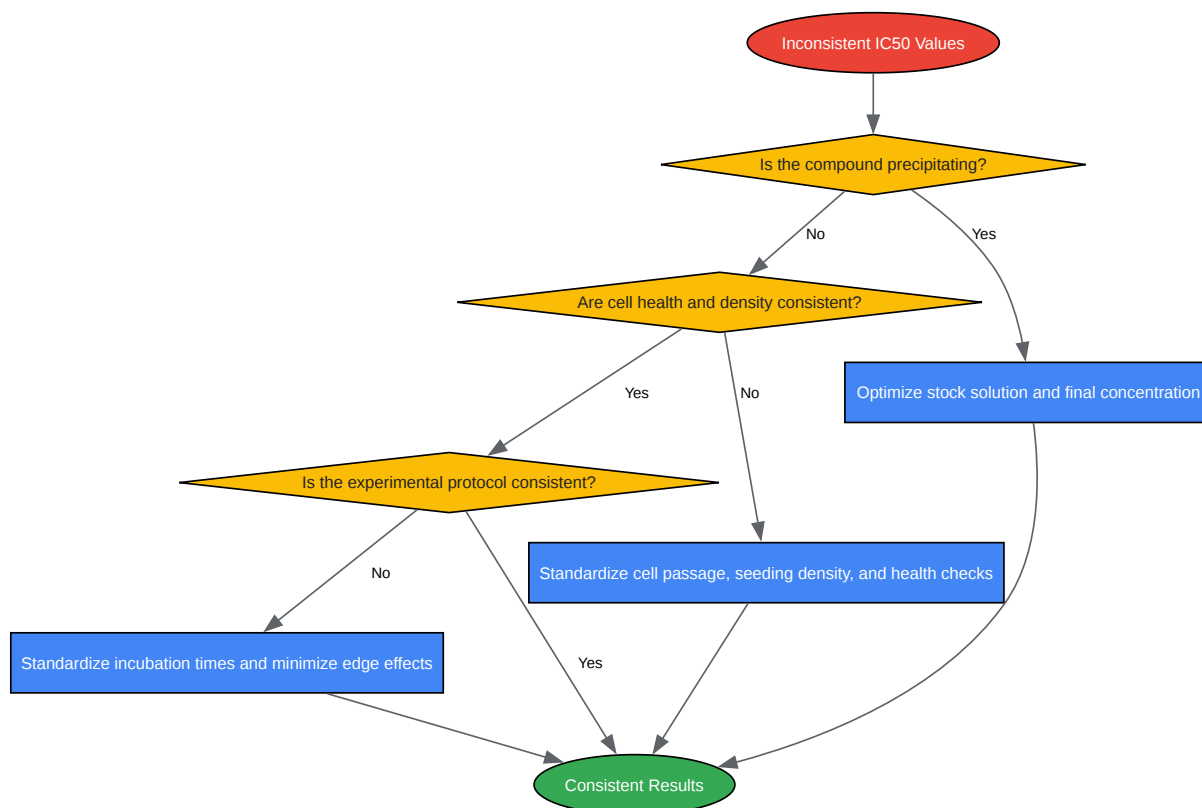 Inconsistent IC50 Values
Is the compound precipitating?
No
Yes
Are cell health and density consistent?
Yes
No
Optimize stock solution and final concentration
Is the experimental protocol consistent?
No
Standardize cell passage, seeding density, and health checks
Standardize incubation times and minimize edge effects
Yes
Consistent Results